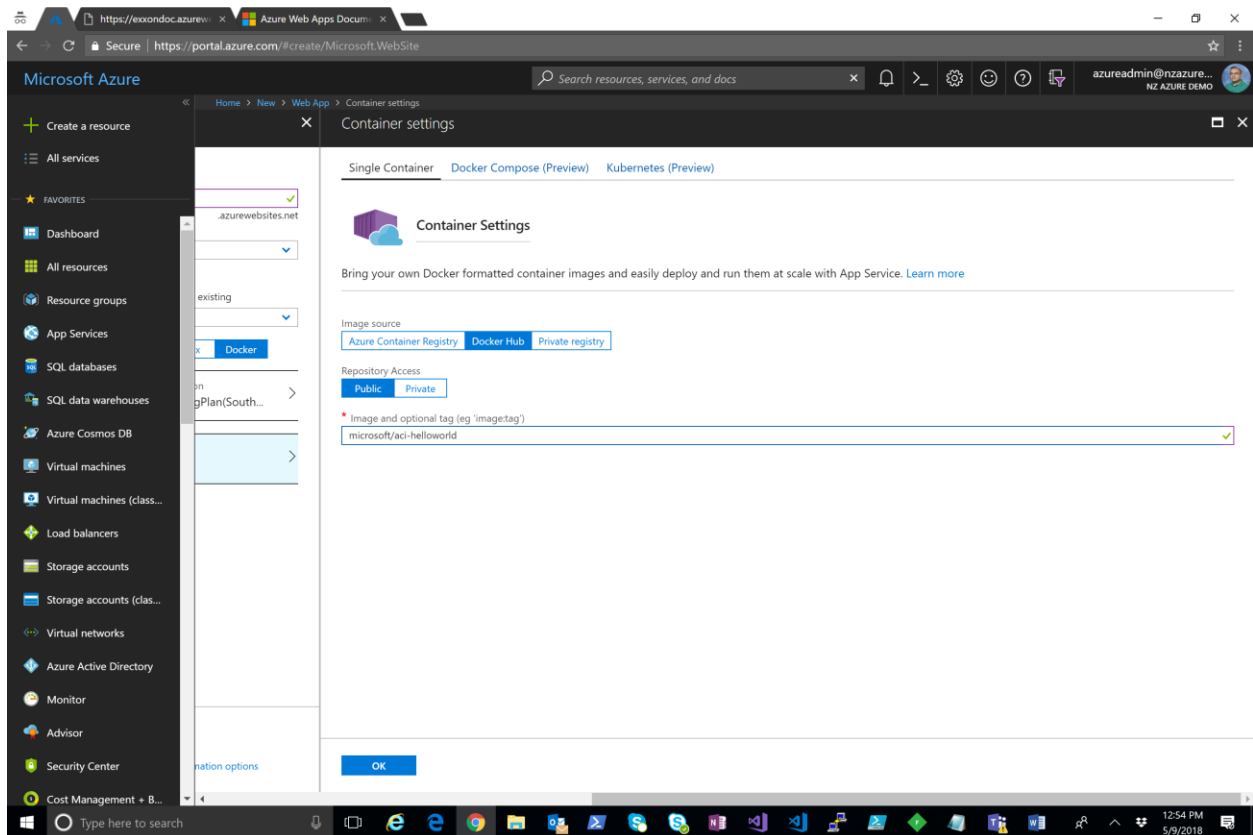 https://exxondoc.azurewe
Azure Web Apps Docume
Secure | https://portal.azure.com/#create/Microsoft.WebSite
Microsoft Azure
Search resources, services, and docs
azureadmin@nzazure...
NZ AZURE DEMO
Home > New > Web App > Container settings
Create a resource
All services
FAVORITES
Dashboard
All resources
Resource groups
App Services
SQL databases
SQL data warehouses
Azure Cosmos DB
Virtual machines
Virtual machines (class...
Load balancers
Storage accounts
Storage accounts (clas...
Virtual networks
Azure Active Directory
Monitor
Advisor
Security Center
Cost Management + B...
.azurewebsites.net
existing
x
Docker
on
gPlan(South...
nation options
Container settings
Single Container
Docker Compose (Preview)
Kubernetes (Preview)
Container Settings
Bring your own Docker formatted container images and easily deploy and run them at scale with App Service. Learn more
Image source
Azure Container Registry
Docker Hub
Private registry
Repository Access
Public
Private
* Image and optional tag (eg 'image:tag')
microsoft/aci-helloworld
OK
Type here to search
12:54 PM
5/9/2018